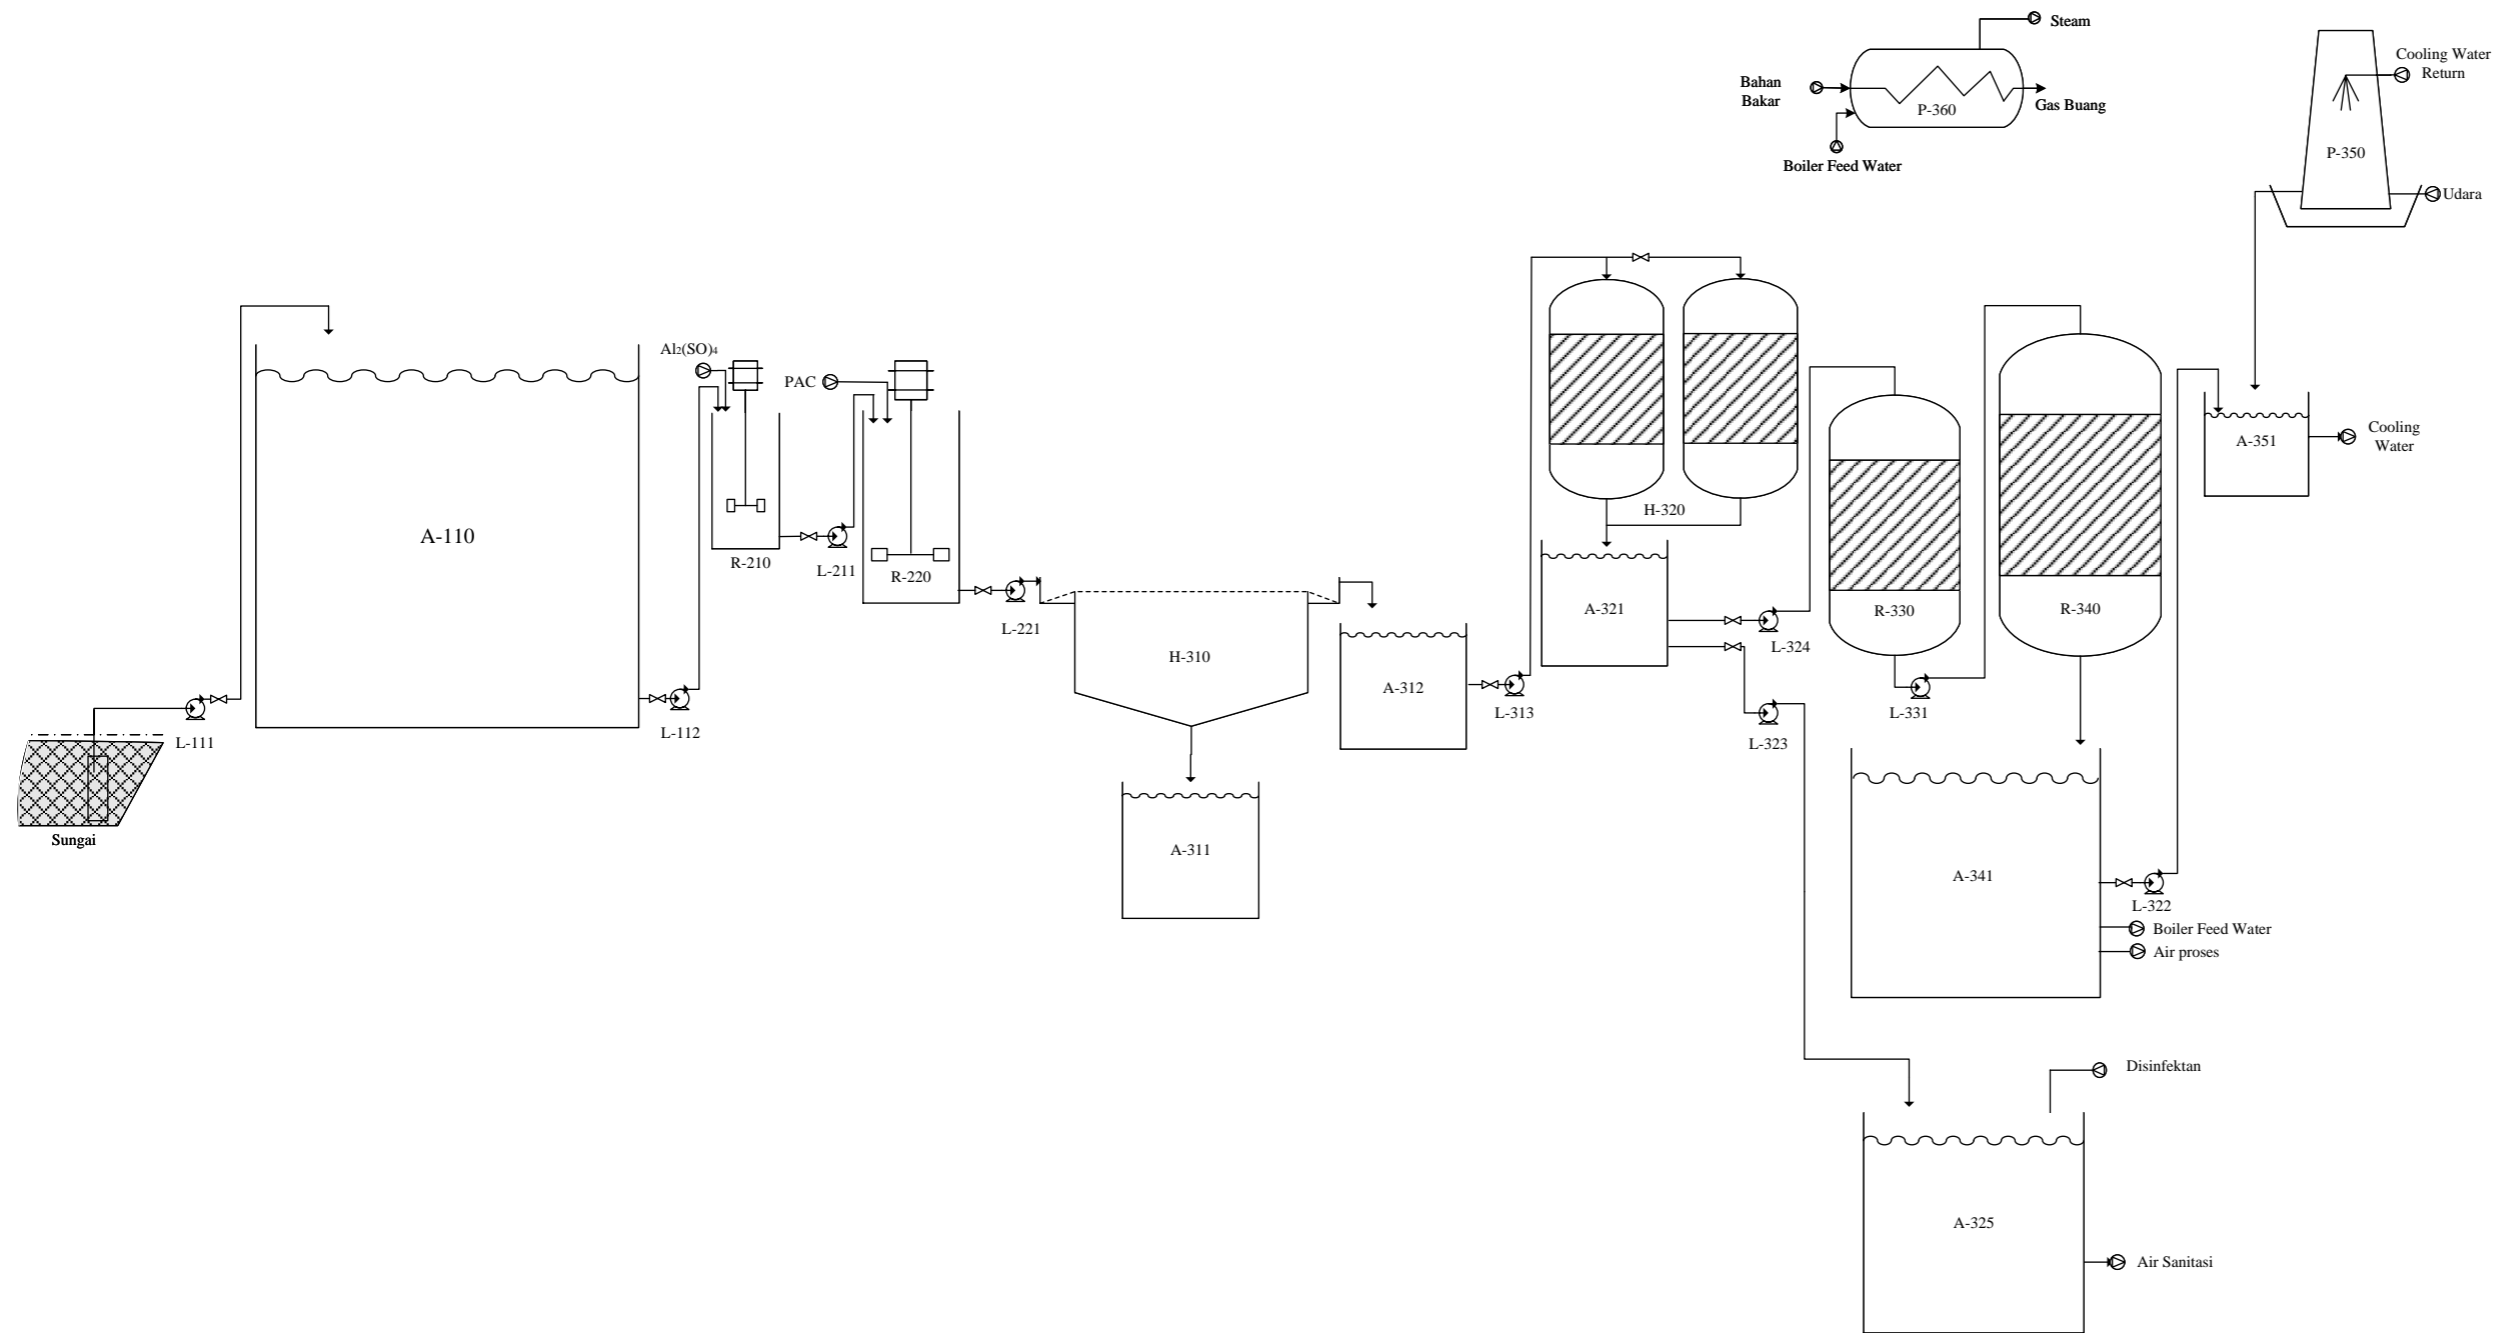 Steam
Cooling Water
Return
Bahan
Bakar
P-360
Gas Buang
Boiler Feed Water
P-350
Udara
Al2(SO)4
PAC
Cooling
Water
A-351
H-320
A-110
R-210
L-211
R-220
L-221
A-321
R-330
R-340
L-324
H-310
A-312
L-313
L-331
L-323
L-111
L-112
Sungai
A-311
A-341
L-322
Boiler Feed Water
Air proses
Disinfektan
A-325
Air Sanitasi